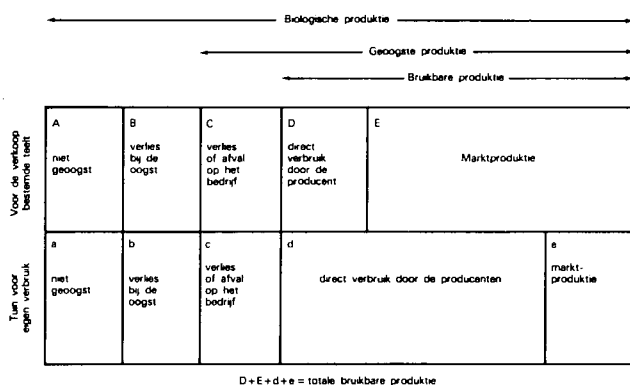 Biologische produktie
Geoogste produktie
Bruikbare produktie
Voor de verkoop
bestemde teelt
A
niet
geoogst
B
verlies
bij de
oogst
C
verlies
of afval
op het
bedrijf
D
direct
verbruik
door de
producent
E
Marktproduktie
Tuin voor
eigen verbruik
a
niet
geoogst
b
verlies
bij de
oogst
c
verlies
of afval
op het
bedrijf
d
direct verbruik door de producenten
e
markt-
produktie
D+E+d+e = totale bruikbare produktie